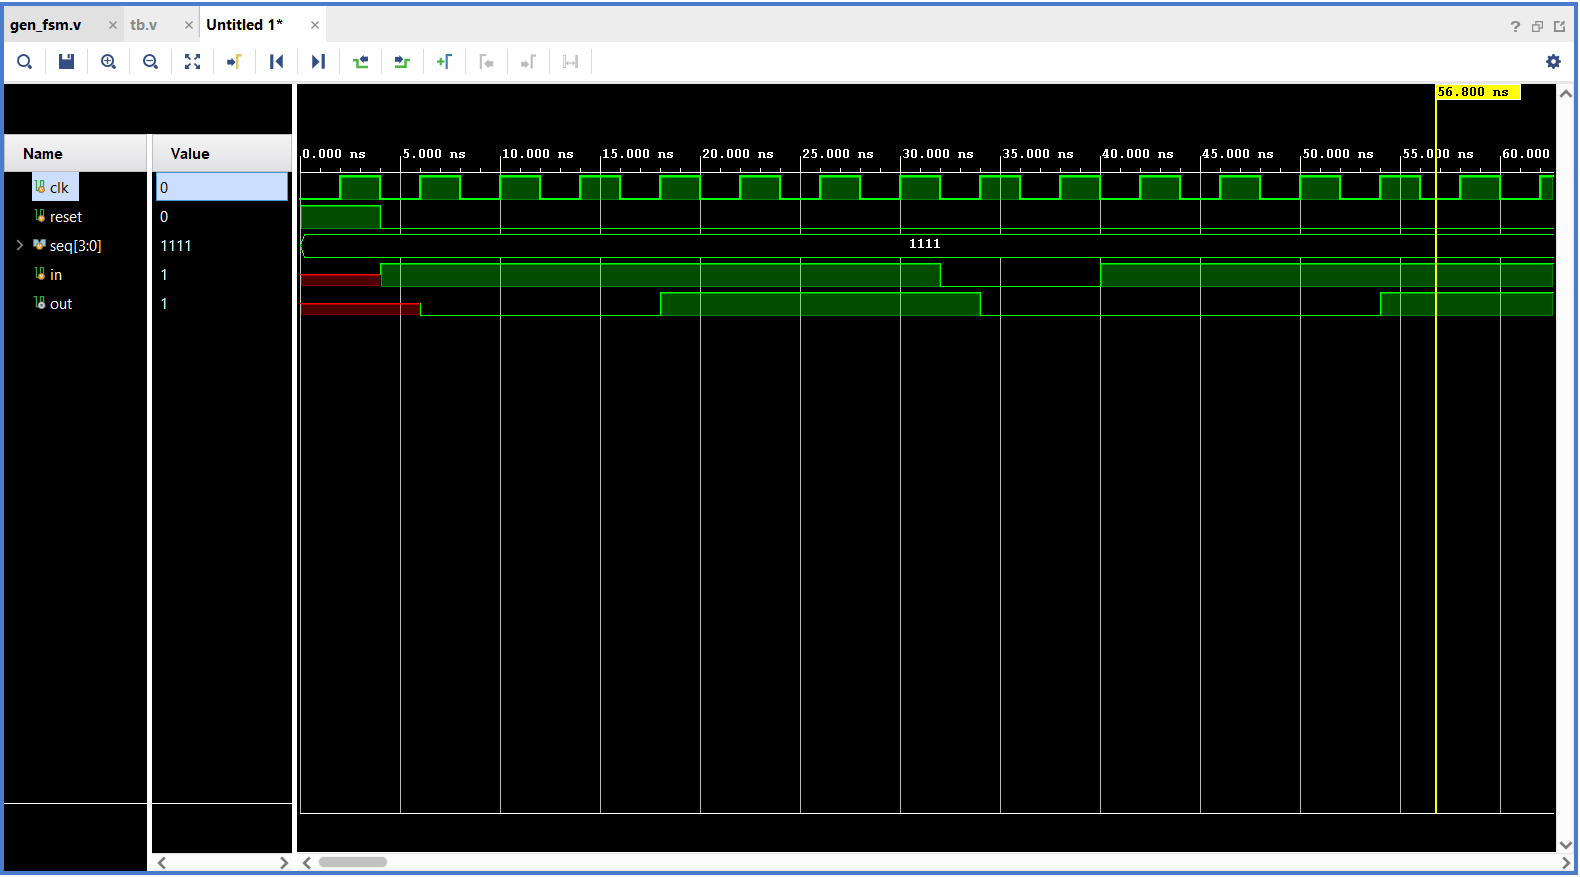 gen_fsm.v × tb.v × Untitled 1* ×
?
56.800 ns
Name Value
0.000 ns 5.000 ns 10.000 ns 15.000 ns 20.000 ns 25.000 ns 30.000 ns 35.000 ns 40.000 ns 45.000 ns 50.000 ns 55.000 ns 60.000
clk 0
reset 0
seq[3:0] 1111 1111
in 1
out 1